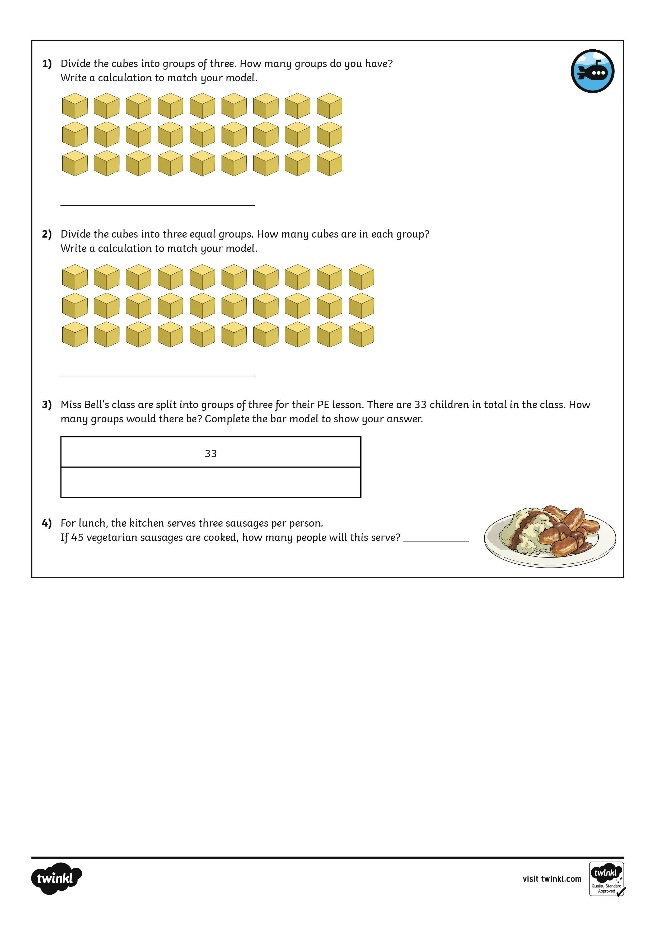 1) Divide the cubes into groups of three. How many groups do you have?
Write a calculation to match your model.
2) Divide the cubes into three equal groups. How many cubes are in each group?
Write a calculation to match your model.
3) Miss Bell's class are split into groups of three for their PE lesson. There are 33 children in total in the class. How
many groups would there be? Complete the bar model to show your answer.
33
4) For lunch, the kitchen serves three sausages per person.
If 45 vegetarian sausages are cooked, how many people will this serve?
twinkl
visit twinkl.com
twinkl
Quality Standard
Approved